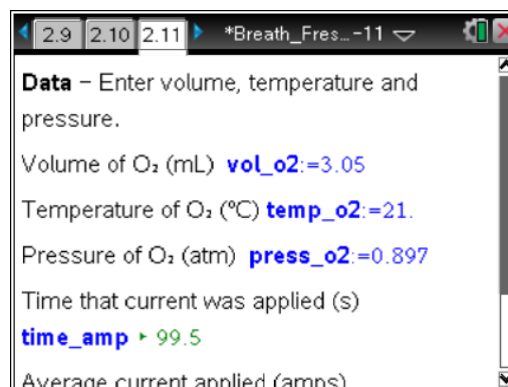 2.9 2.10 2.11 *Breath_Fres...-11
Data – Enter volume, temperature and
pressure.
Volume of O₂ (mL) vol_o2:=3.05
Temperature of O₂ (°C) temp_o2:=21.
Pressure of O₂ (atm) press_o2:=0.897
Time that current was applied (s)
time_amp ▸ 99.5
Average current applied (amps)